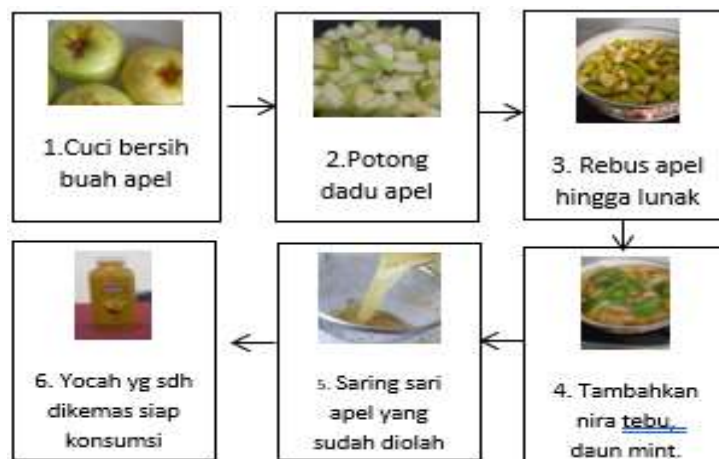 1.Cuci bersih
buah apel
2.Potong
dadu apel
3. Rebus apel
hingga lunak
4. Tambahkan
nira tebu,
daun mint.
5. Saring sari
apel yang
sudah diolah
6. Yocah yg sdh
dikemas siap
konsumsi